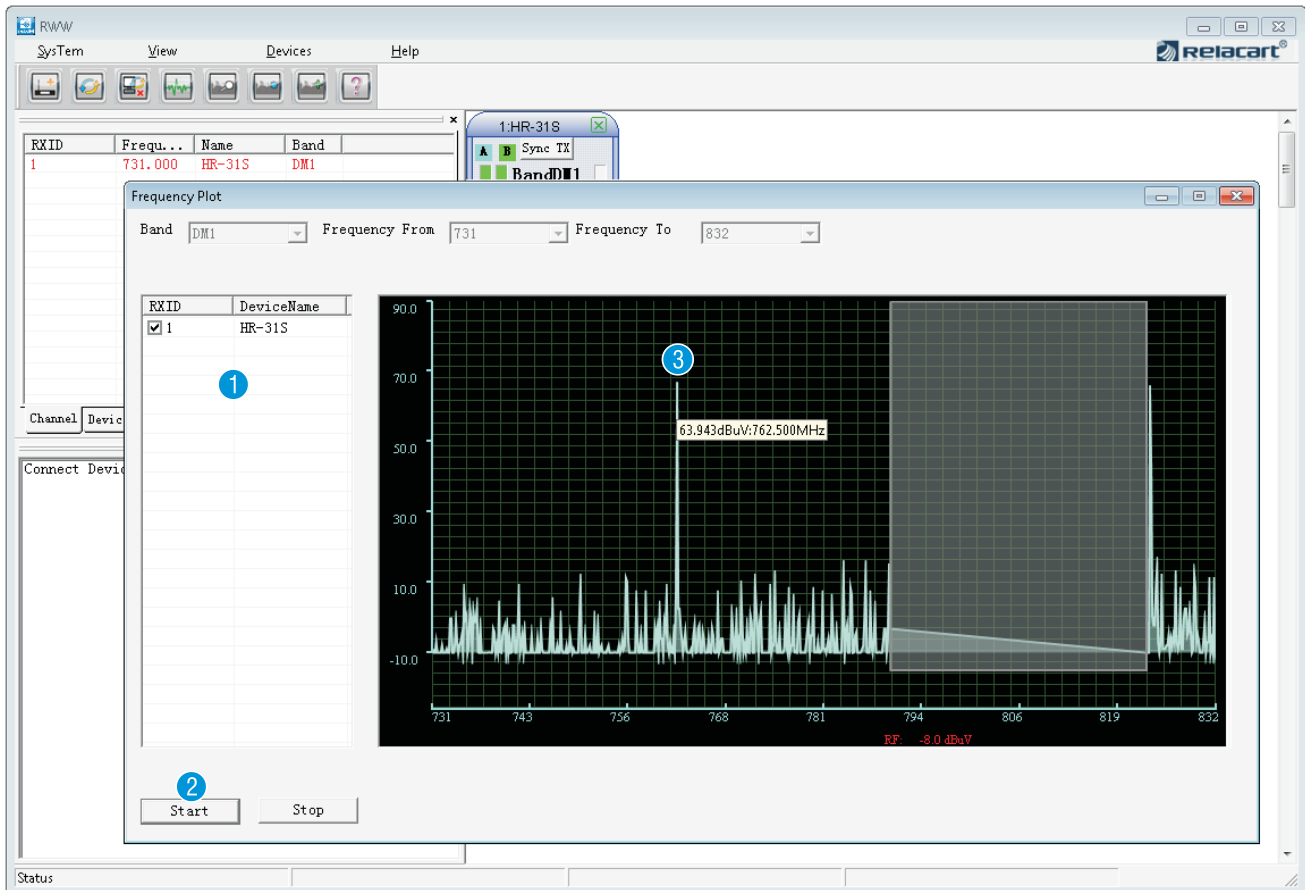 RWW
SysTem View Devices Help
Relacart®
RXID Frequ... Name Band
1 731.000 HR-31S DM1
1:HR-31S
A B Sync TX
BandDM1
Frequency Plot
Band DM1 Frequency From 731 Frequency To 832
RXID DeviceName
1 HR-31S
1
2
Start Stop
90.0
70.0
50.0
30.0
10.0
-10.0
3
63.943dBuV:762.500MHz
731 743 756 768 781 794 806 819 832
RF: -8.0 dBuV
Channel Devic
Connect Devic
Status